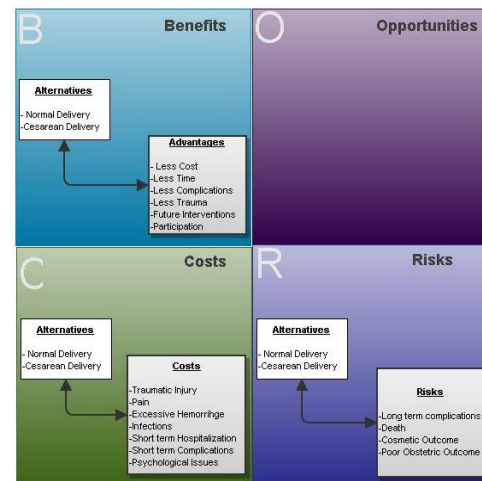 B Benefits
Alternatives
- Normal Delivery
-Cesarean Delivery
Advantages
- Less Cost
-Less Time
-Less Complications
-Less Trauma
-Future Interventions
-Participation
O Opportunities
C Costs
Alternatives
- Normal Delivery
-Cesarean Delivery
Costs
-Traumatic Injury
-Pain
-Excessive Hemorrihge
-Infections
-Short term Hospitalization
-Short term Complications
-Psychological Issues
R Risks
Alternatives
- Normal Delivery
-Cesarean Delivery
Risks
-Long term complications
-Death
-Cosmetic Outcome
-Poor Obstetric Outcome